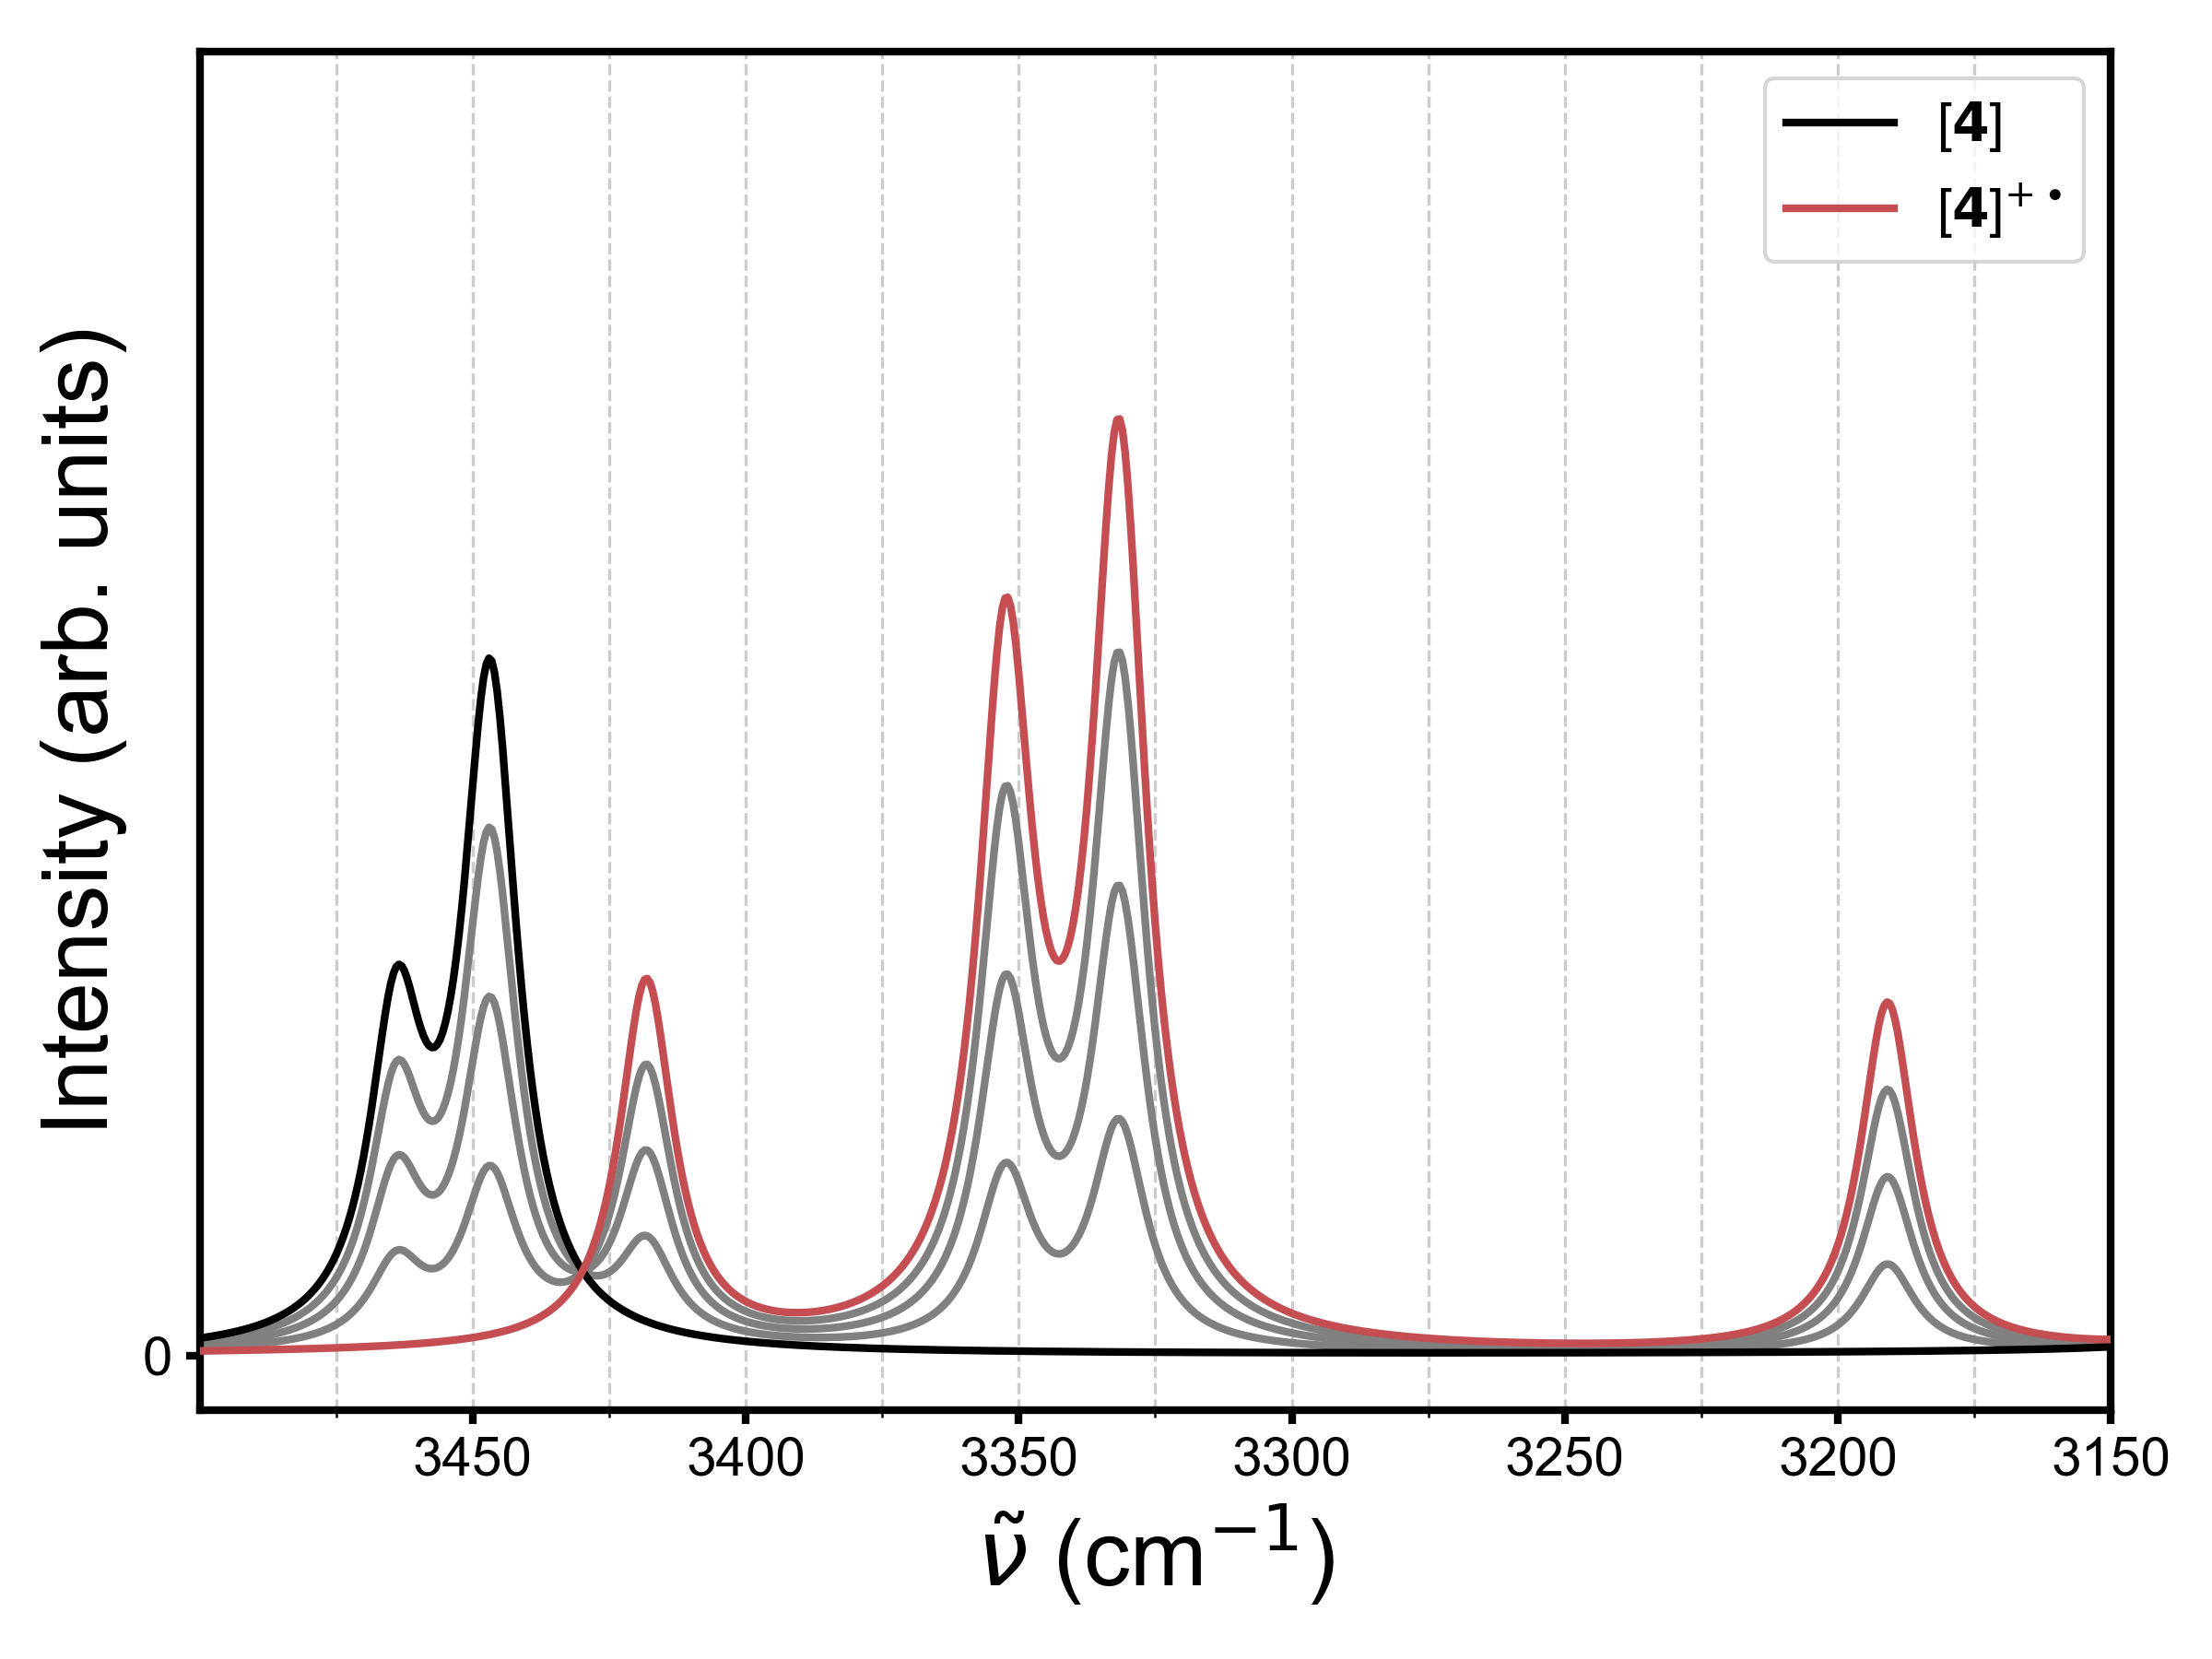 [4]
[4]⁺ •
Intensity (arb. units)
0
3450 3400 3350 3300 3250 3200 3150
ν̃ (cm⁻¹)